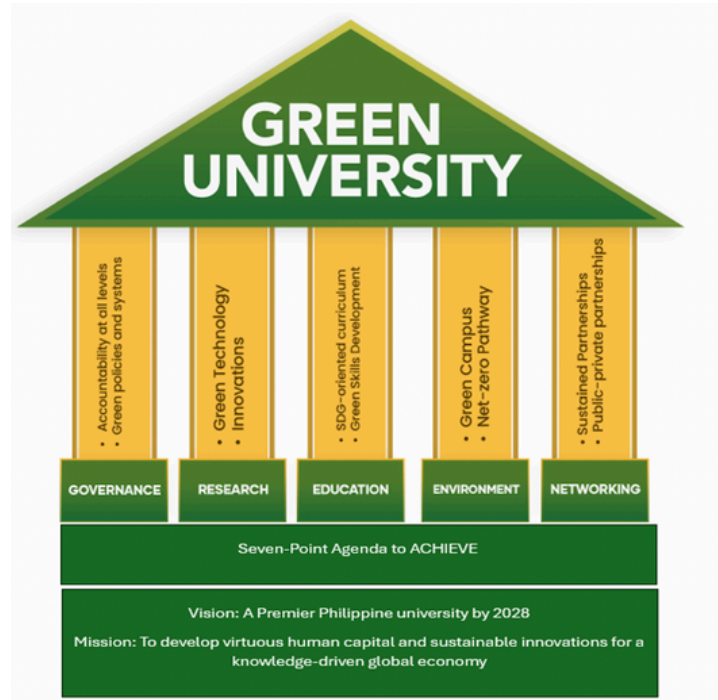 GREEN
UNIVERSITY
• Accountability at all levels
• Green policies and systems
• Green Technology
• Innovations
• SDG-oriented curriculum
• Green Skills Development
• Green Campus
• Net-zero Pathway
• Sustained Partnerships
• Public-private partnerships
GOVERNANCE
RESEARCH
EDUCATION
ENVIRONMENT
NETWORKING
Seven-Point Agenda to ACHIEVE
Vision: A Premier Philippine university by 2028
Mission: To develop virtuous human capital and sustainable innovations for a
knowledge-driven global economy